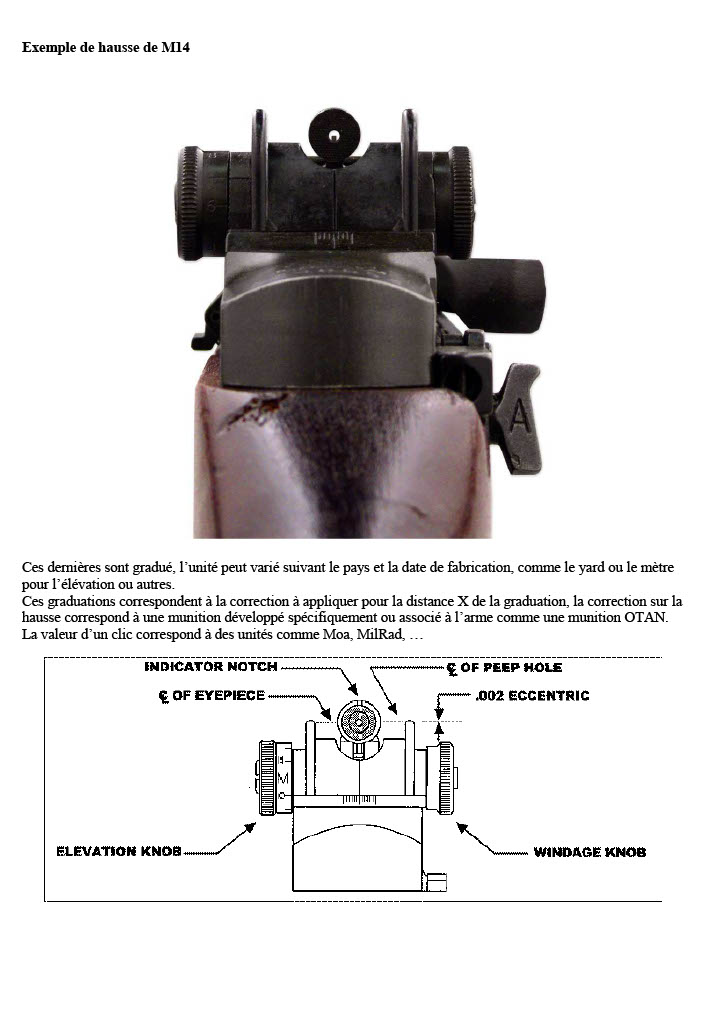 Exemple de hausse de M14
A
Ces dernières sont gradué, l’unité peut varié suivant le pays et la date de fabrication, comme le yard ou le mètre
pour l’élévation ou autres.
Ces graduations correspondent à la correction à appliquer pour la distance X de la graduation, la correction sur la
hausse correspond à une munition développé spécifiquement ou associé à l’arme comme une munition OTAN.
La valeur d’un clic correspond à des unités comme Moa, MilRad, …
INDICATOR NOTCH
℄ OF PEEP HOLE
℄ OF EYEPIECE
.002 ECCENTRIC
M
ELEVATION KNOB
WINDAGE KNOB